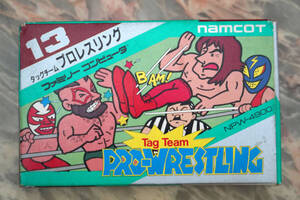 13
namcot
タッグチームプロレスリング
ファミリー コンピュータ
BAM!
Tag Team
PRO-WRESTLING
NPW-4900